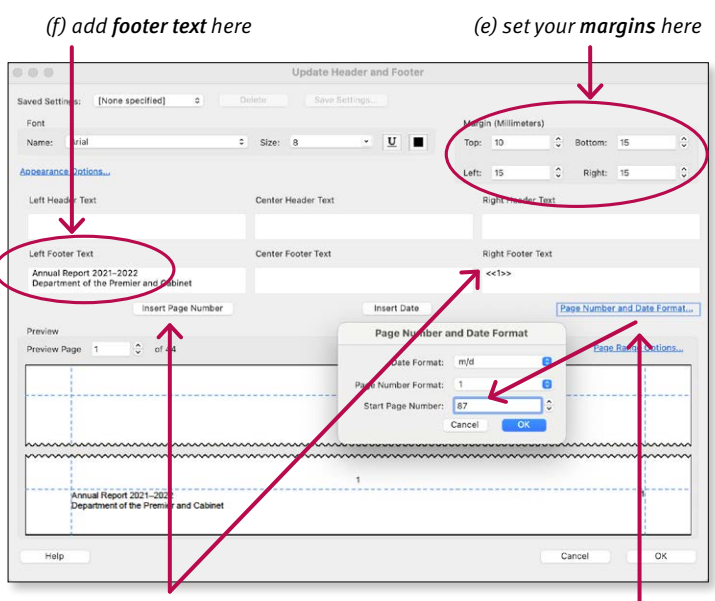 (f) add footer text here
(e) set your margins here
Update Header and Footer
Saved Settings: [None specified] Delete Save Settings...
Font
Margin (Millimeters)
Name: Arial Size: 8 U Top: 10 Bottom: 15
Appearance Options...
Left: 15 Right: 15
Left Header Text Center Header Text Right Header Text
Left Footer Text Center Footer Text Right Footer Text
Annual Report 2021–2022
Department of the Premier and Cabinet
<<1>>
Insert Page Number Insert Date Page Number and Date Format...
Preview
Preview Page 1 of 44 Page Range Options...
Page Number and Date Format
Date Format: m/d
Page Number Format: 1
Start Page Number: 87
Cancel OK
1
Annual Report 2021–2022
Department of the Premier and Cabinet
1
Help Cancel OK